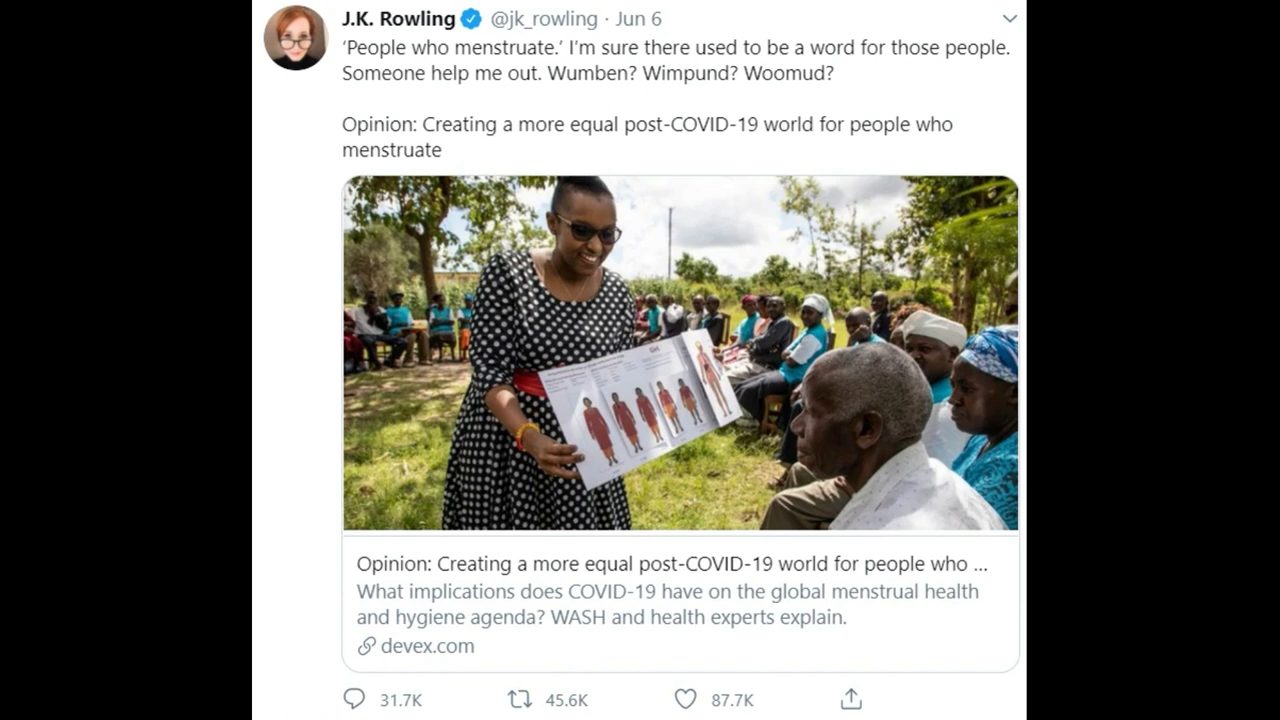 J.K. Rowling @jk_rowling · Jun 6
‘People who menstruate.’ I’m sure there used to be a word for those people.
Someone help me out. Wumben? Wimpund? Woomud?
Opinion: Creating a more equal post-COVID-19 world for people who
menstruate
Girl
Opinion: Creating a more equal post-COVID-19 world for people who ...
What implications does COVID-19 have on the global menstrual health
and hygiene agenda? WASH and health experts explain.
devex.com
31.7K 45.6K 87.7K